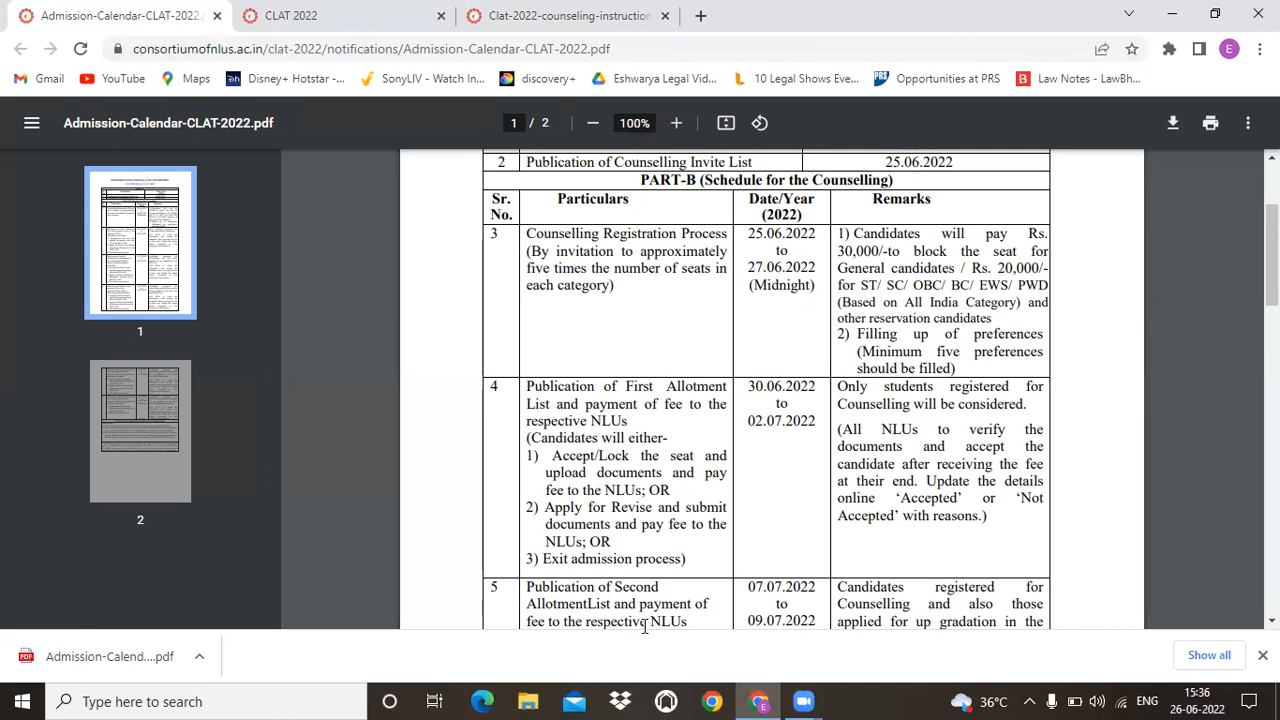 Admission-Calendar-CLAT-2022.p
CLAT 2022
Clat-2022-counseling-instruction
consortiumofnlus.ac.in/clat-2022/notifications/Admission-Calendar-CLAT-2022.pdf
E
Gmail
YouTube
Maps
Disney+ Hotstar -...
SonyLIV - Watch In...
discovery+
Eshwarya Legal Vid...
10 Legal Shows Eve...
PRS
Opportunities at PRS
B
Law Notes - LawBh...
Admission-Calendar-CLAT-2022.pdf
1 / 2
100%
1
2
2 Publication of Counselling Invite List 25.06.2022
PART-B (Schedule for the Counselling)
Sr. No.
Particulars
Date/Year (2022)
Remarks
3
Counselling Registration Process
(By invitation to approximately
five times the number of seats in
each category)
25.06.2022
to
27.06.2022
(Midnight)
1) Candidates will pay Rs.
30,000/-to block the seat for
General candidates / Rs. 20,000/-
for ST/ SC/ OBC/ BC/ EWS/ PWD
(Based on All India Category) and
other reservation candidates
2) Filling up of preferences
(Minimum five preferences
should be filled)
4
Publication of First Allotment
List and payment of fee to the
respective NLUs
(Candidates will either-
1) Accept/Lock the seat and
upload documents and pay
fee to the NLUs; OR
2) Apply for Revise and submit
documents and pay fee to the
NLUs; OR
3) Exit admission process)
30.06.2022
to
02.07.2022
Only students registered for
Counselling will be considered.
(All NLUs to verify the
documents and accept the
candidate after receiving the fee
at their end. Update the details
online ‘Accepted’ or ‘Not
Accepted’ with reasons.)
5
Publication of Second
AllotmentList and payment of
fee to the respective NLUs
07.07.2022
to
09.07.2022
Candidates registered for
Counselling and also those
applied for up gradation in the
PDF
Admission-Calend....pdf
Show all
Type here to search
36°C
ENG
15:36
26-06-2022